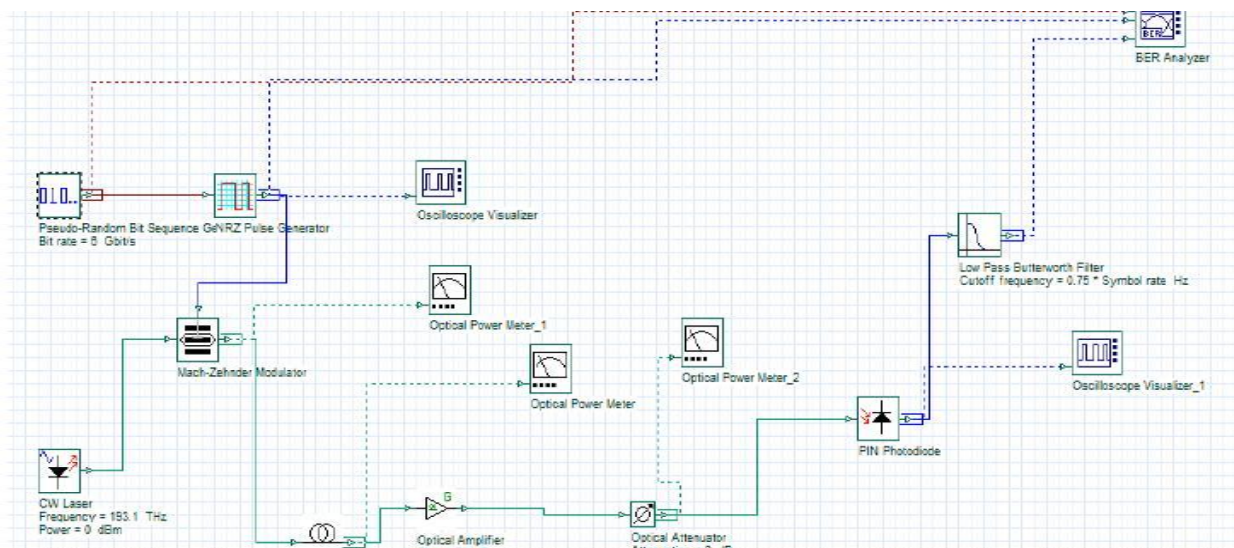 BER
BER Analyzer
010..
Oscilloscope Visualizer
Pseudo-Random Bit Sequence GeNRZ Pulse Generator
Bit rate = 6 Gbit/s
Low Pass Butterworth Filter
Cutoff frequency = 0.75 * Symbol rate Hz
Optical Power Meter_1
Mach-Zehnder Modulator
Optical Power Meter_2
Oscilloscope Visualizer_1
Optical Power Meter
PIN Photodiode
CW Laser
Frequency = 193.1 THz
Power = 0 dBm
G
Optical Amplifier
Optical Attenuator